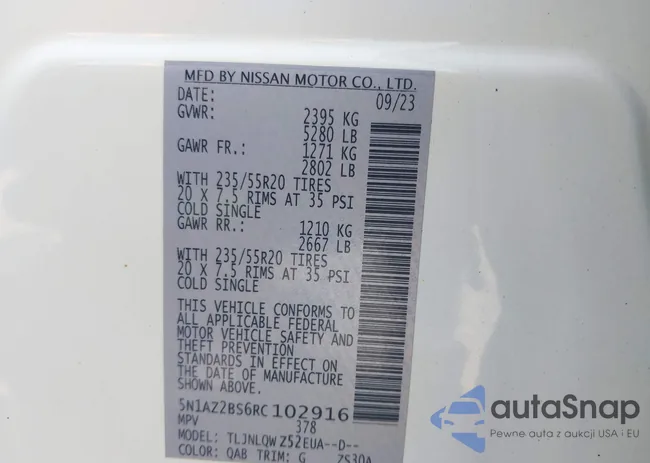 MFD BY NISSAN MOTOR CO., LTD.
DATE: 09/23
GVWR: 2395 KG
5280 LB
GAWR FR.: 1271 KG
2802 LB
WITH 235/55R20 TIRES
20 X 7.5 RIMS AT 35 PSI
COLD SINGLE
GAWR RR.: 1210 KG
2667 LB
WITH 235/55R20 TIRES
20 X 7.5 RIMS AT 35 PSI
COLD SINGLE
THIS VEHICLE CONFORMS TO
ALL APPLICABLE FEDERAL
MOTOR VEHICLE SAFETY AND
THEFT PREVENTION
STANDARDS IN EFFECT ON
THE DATE OF MANUFACTURE
SHOWN ABOVE.
5N1AZ2BS6RC102916
MPV 378
MODEL: TLJNLQW Z52EUA--D--
COLOR: QAB TRIM: G ZS30A
autoSnap
Pewne auta z aukcji USA i EU